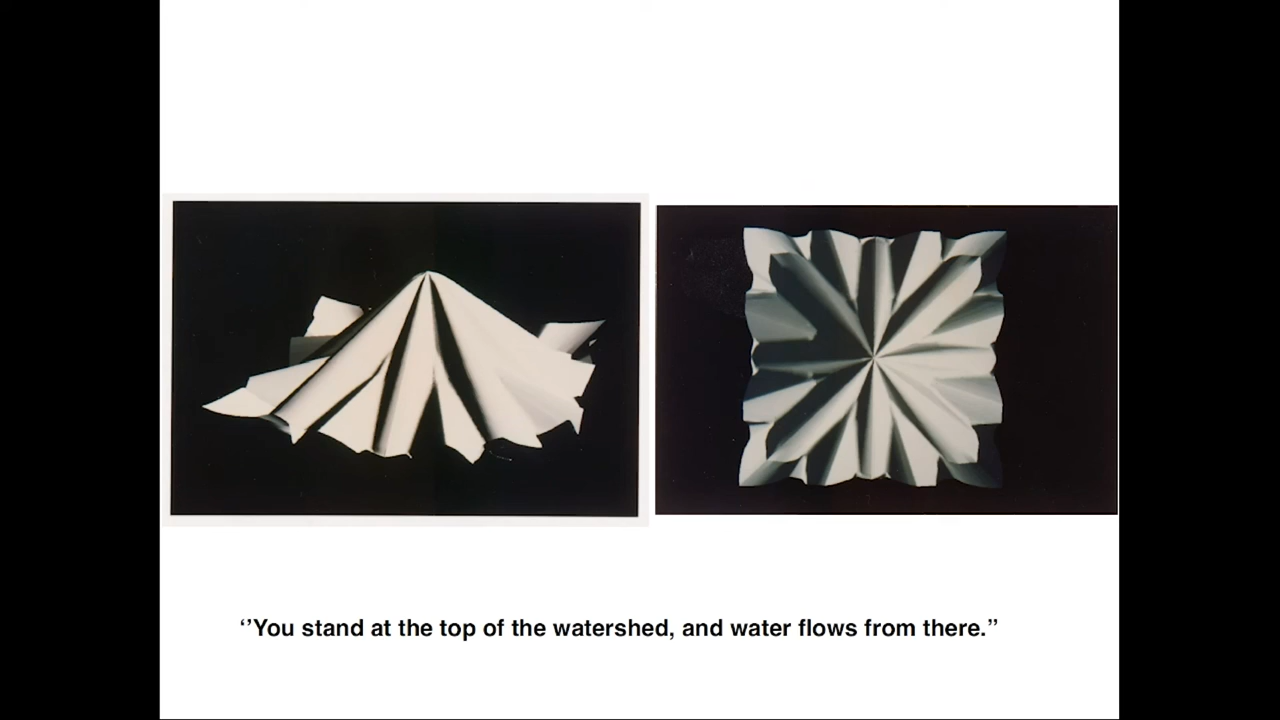 ‘’You stand at the top of the watershed, and water flows from there.”